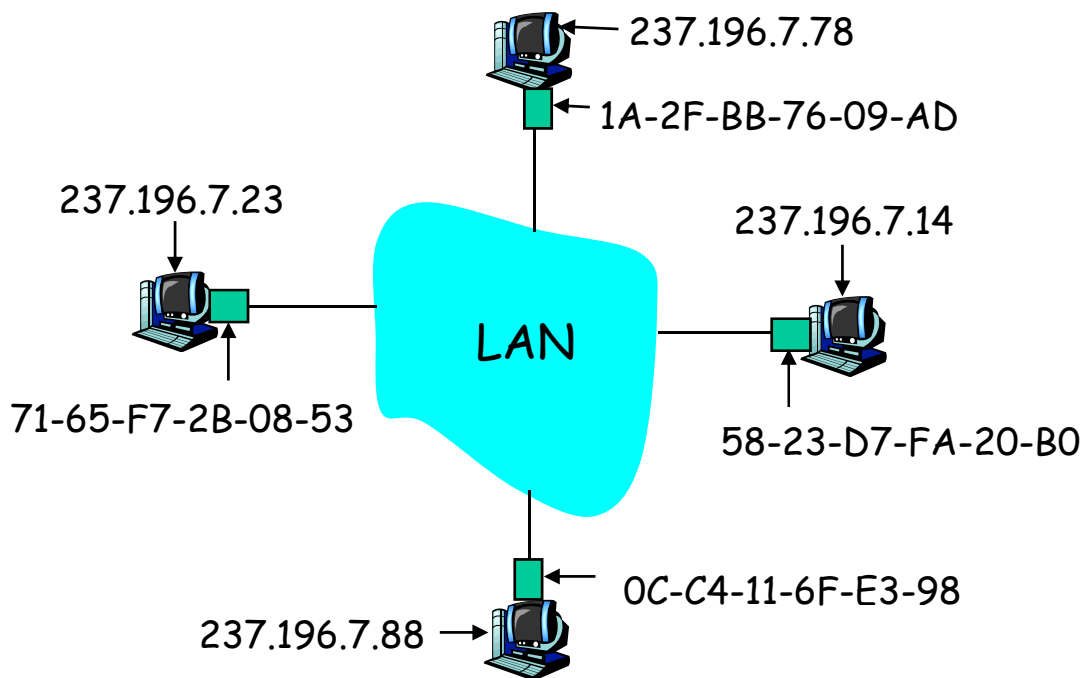 237.196.7.78
1A-2F-BB-76-09-AD
237.196.7.23
237.196.7.14
LAN
71-65-F7-2B-08-53
58-23-D7-FA-20-B0
0C-C4-11-6F-E3-98
237.196.7.88